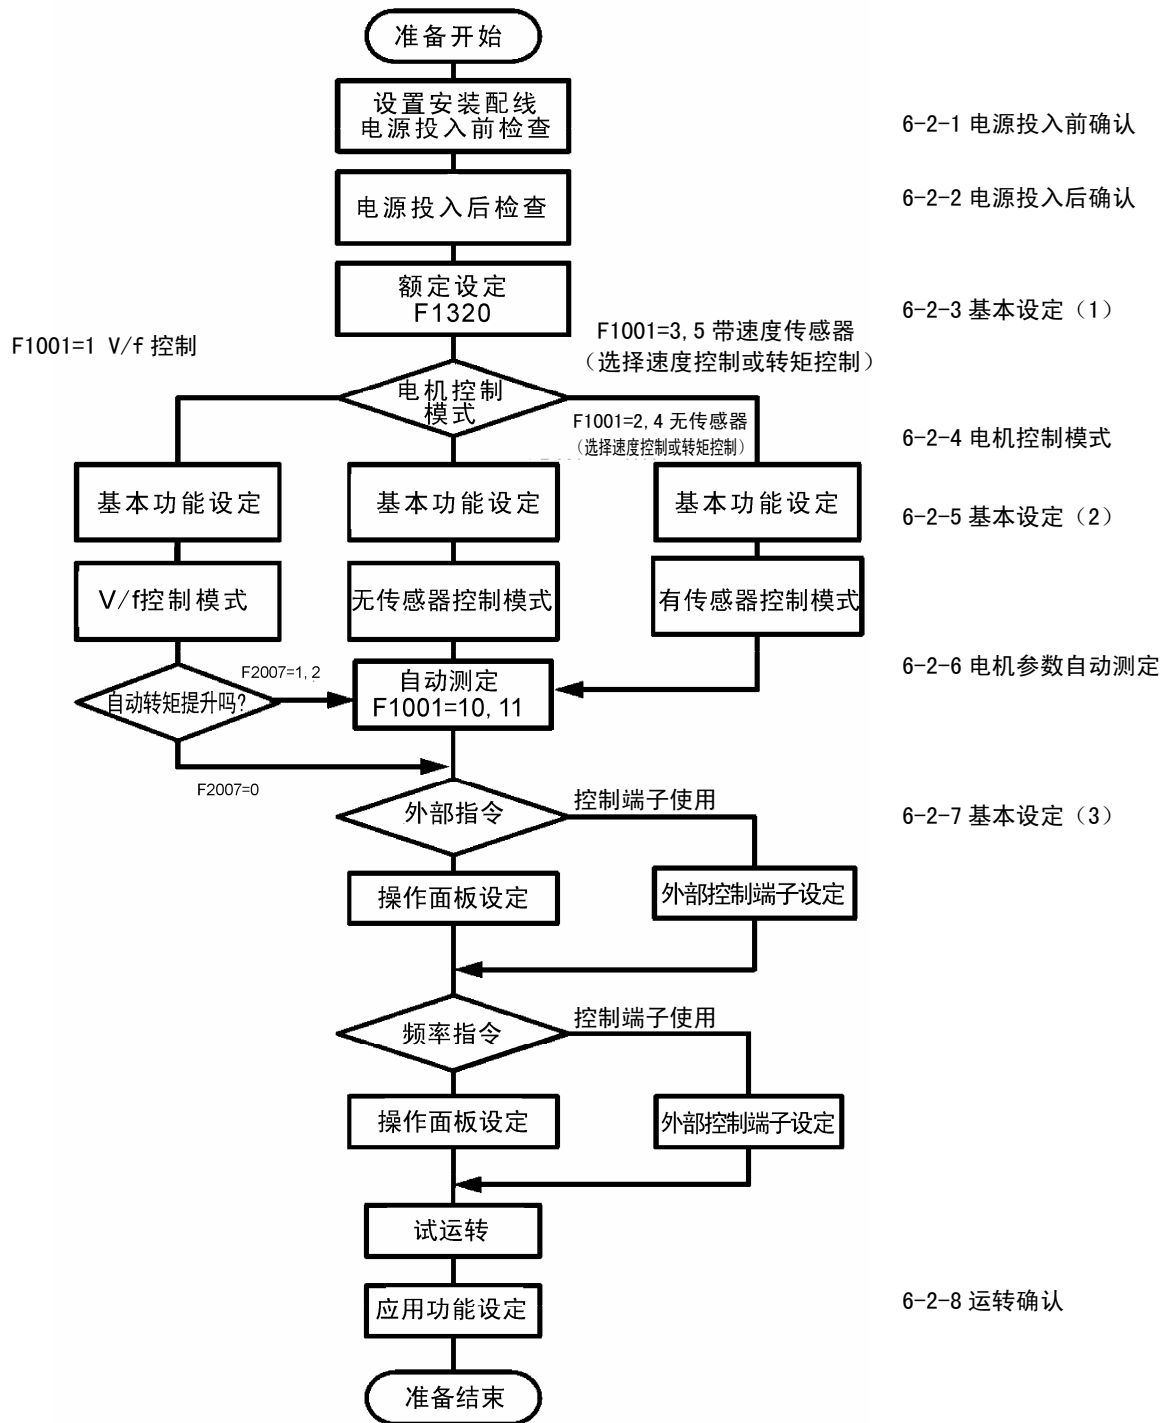 准备开始
设置安装配线
电源投入前检查
6-2-1 电源投入前确认
电源投入后检查
6-2-2 电源投入后确认
额定设定
F1320
6-2-3 基本设定（1）
F1001=1 V/f 控制
F1001=3,5 带速度传感器
（选择速度控制或转矩控制）
电机控制
模式
F1001=2,4 无传感器
（选择速度控制或转矩控制）
6-2-4 电机控制模式
基本功能设定
基本功能设定
基本功能设定
6-2-5 基本设定（2）
V/f控制模式
无传感器控制模式
有传感器控制模式
F2007=1,2
自动转矩提升吗?
自动测定
F1001=10,11
6-2-6 电机参数自动测定
F2007=0
外部指令
控制端子使用
6-2-7 基本设定（3）
操作面板设定
外部控制端子设定
频率指令
控制端子使用
操作面板设定
外部控制端子设定
试运转
应用功能设定
6-2-8 运转确认
准备结束